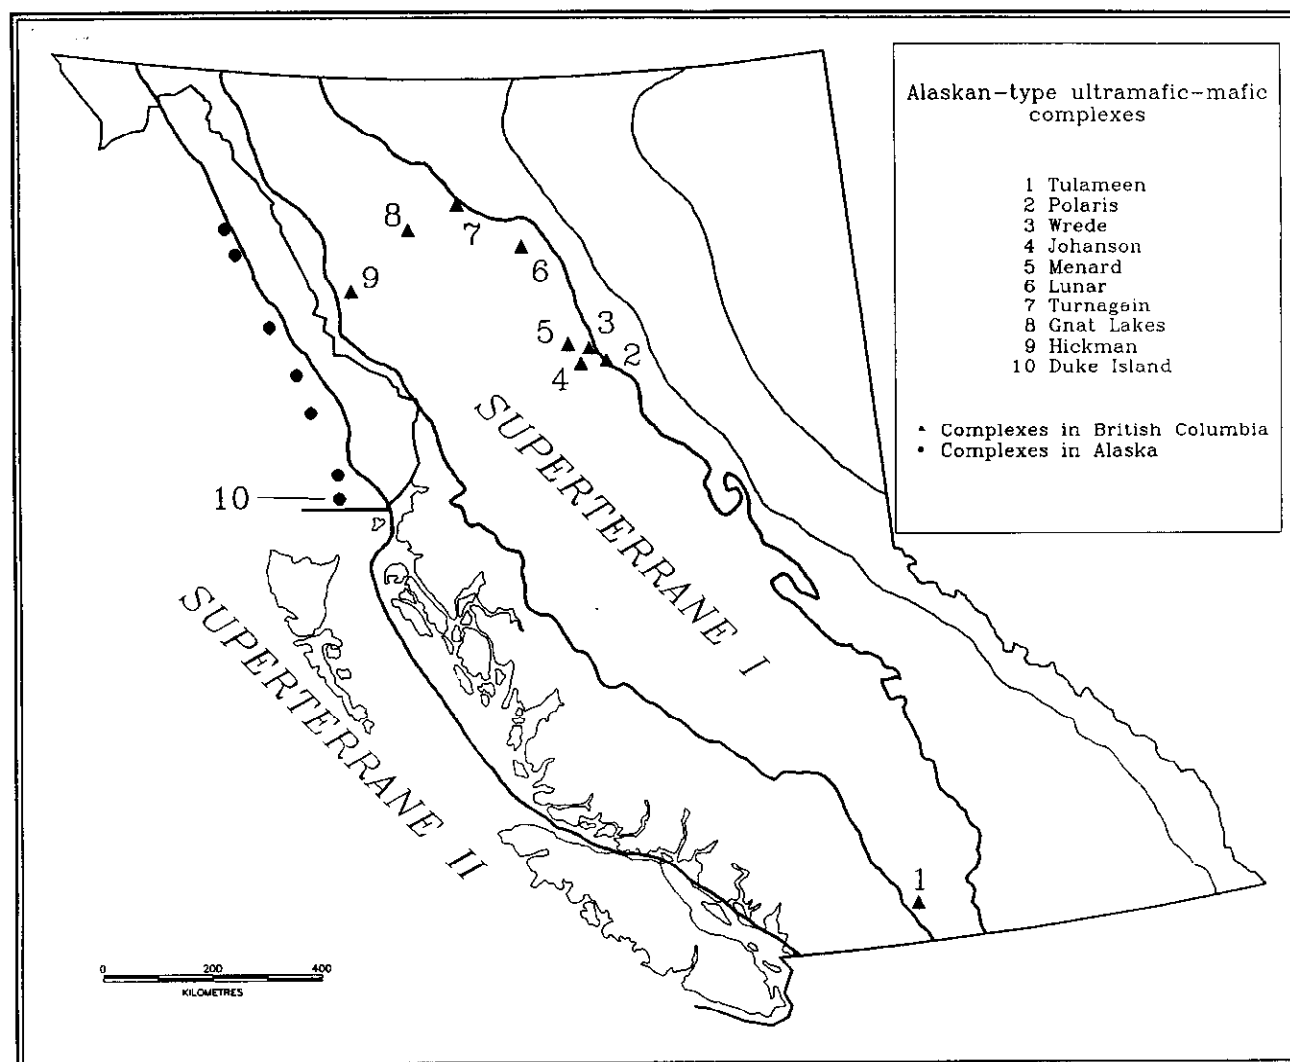 Alaskan-type ultramafic-mafic
complexes
1 Tulameen
2 Polaris
3 Wrede
4 Johanson
5 Menard
6 Lunar
7 Turnagain
8 Gnat Lakes
9 Hickman
10 Duke Island
Complexes in British Columbia
Complexes in Alaska
8
7
6
9
5
3
4
2
10
SUPERTERRANE I
SUPERTERRANE II
1
0 200 400
KILOMETRES